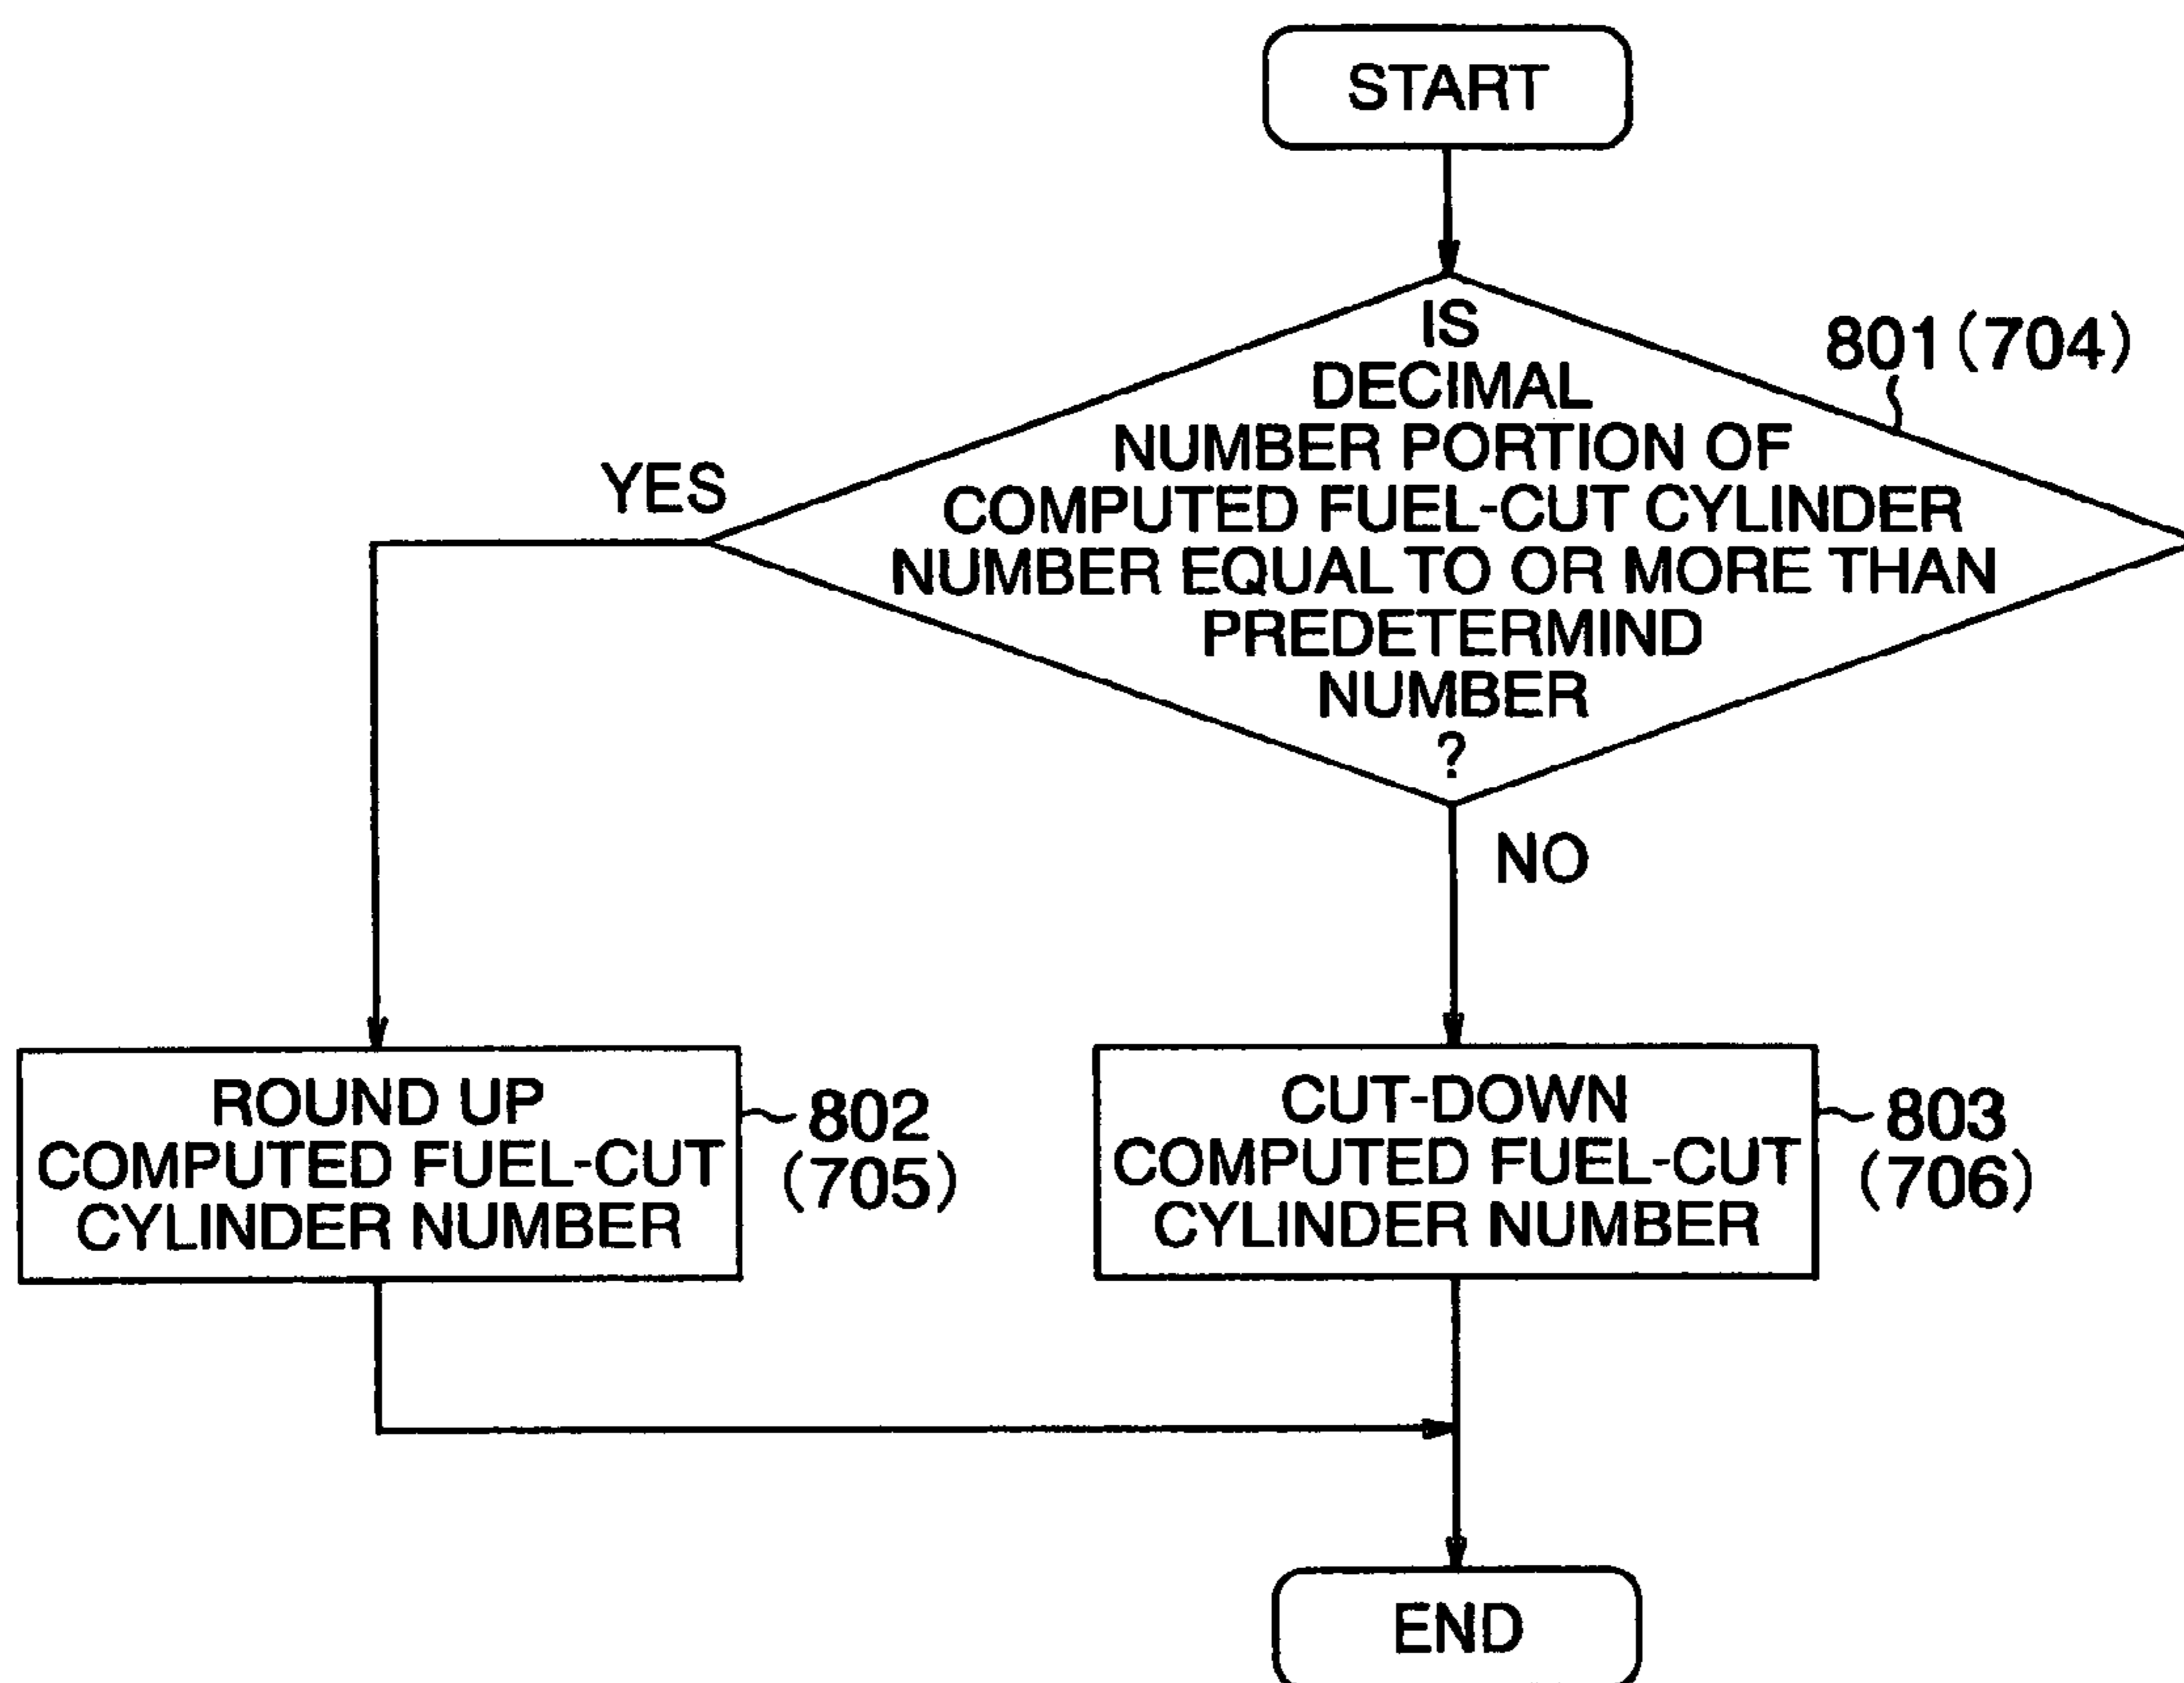 START
IS
DECIMAL
NUMBER PORTION OF
COMPUTED FUEL-CUT CYLINDER
NUMBER EQUAL TO OR MORE THAN
PREDETERMIND
NUMBER
?
801(704)
YES
NO
ROUND UP
COMPUTED FUEL-CUT
CYLINDER NUMBER
802
(705)
CUT-DOWN
COMPUTED FUEL-CUT
CYLINDER NUMBER
803
(706)
END